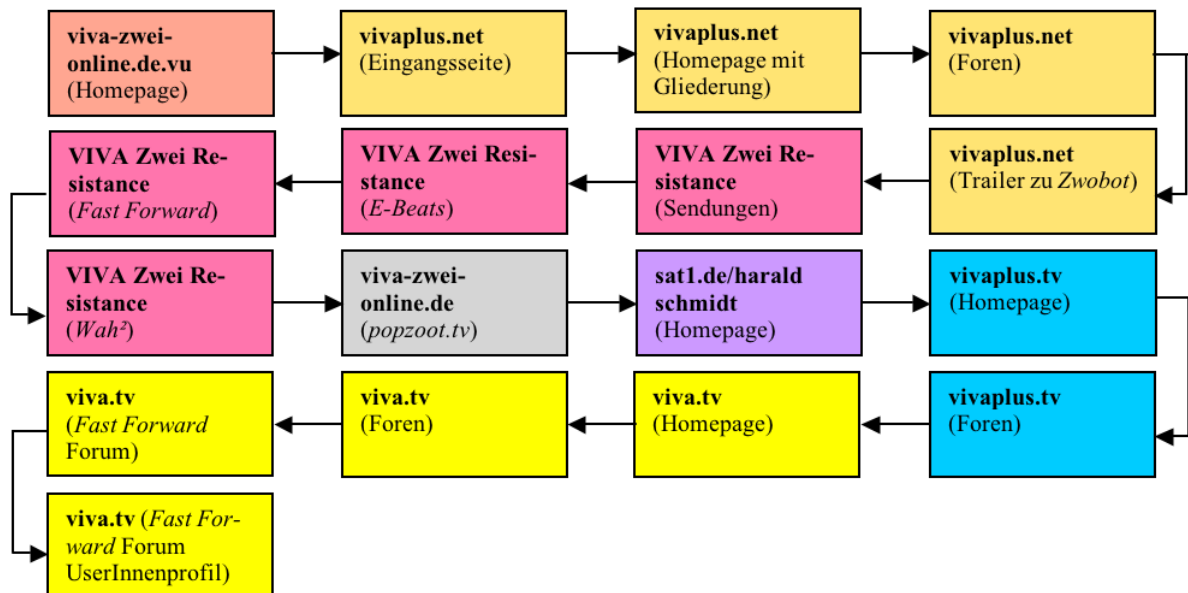 viva-zwei-
online.de.vu
(Homepage)
vivaplus.net
(Eingangsseite)
vivaplus.net
(Homepage mit
Gliederung)
vivaplus.net
(Foren)
VIVA Zwei Re-
sistance
(Fast Forward)
VIVA Zwei Resi-
stance
(E-Beats)
VIVA Zwei Re-
sistance
(Sendungen)
vivaplus.net
(Trailer zu Zwobot)
VIVA Zwei Re-
sistance
(Wah²)
viva-zwei-
online.de
(popzoot.tv)
sat1.de/harald
schmidt
(Homepage)
vivaplus.tv
(Homepage)
viva.tv
(Fast Forward
Forum)
viva.tv
(Foren)
viva.tv
(Homepage)
vivaplus.tv
(Foren)
viva.tv (Fast For-
ward Forum
UserInnenprofil)